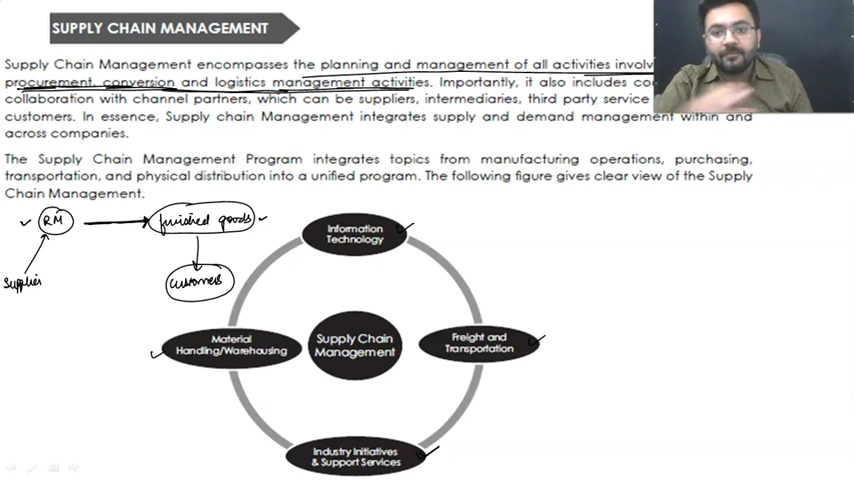 SUPPLY CHAIN MANAGEMENT
Supply Chain Management encompasses the planning and management of all activities
procurement, conversion and logistics management activities. Importantly, it also includes
collaboration with channel partners, which can be suppliers, intermediaries, third party service
customers. In essence, Supply chain Management integrates supply and demand management within and
across companies.
The Supply Chain Management Program integrates topics from manufacturing operations, purchasing,
transportation, and physical distribution into a unified program. The following figure gives clear view of the Supply
Chain Management.
RM
finished goods
Supplier
customers
Information
Technology
Material
Handling/Warehousing
Supply Chain
Management
Freight and
Transportation
Industry Initiatives
& Support Services